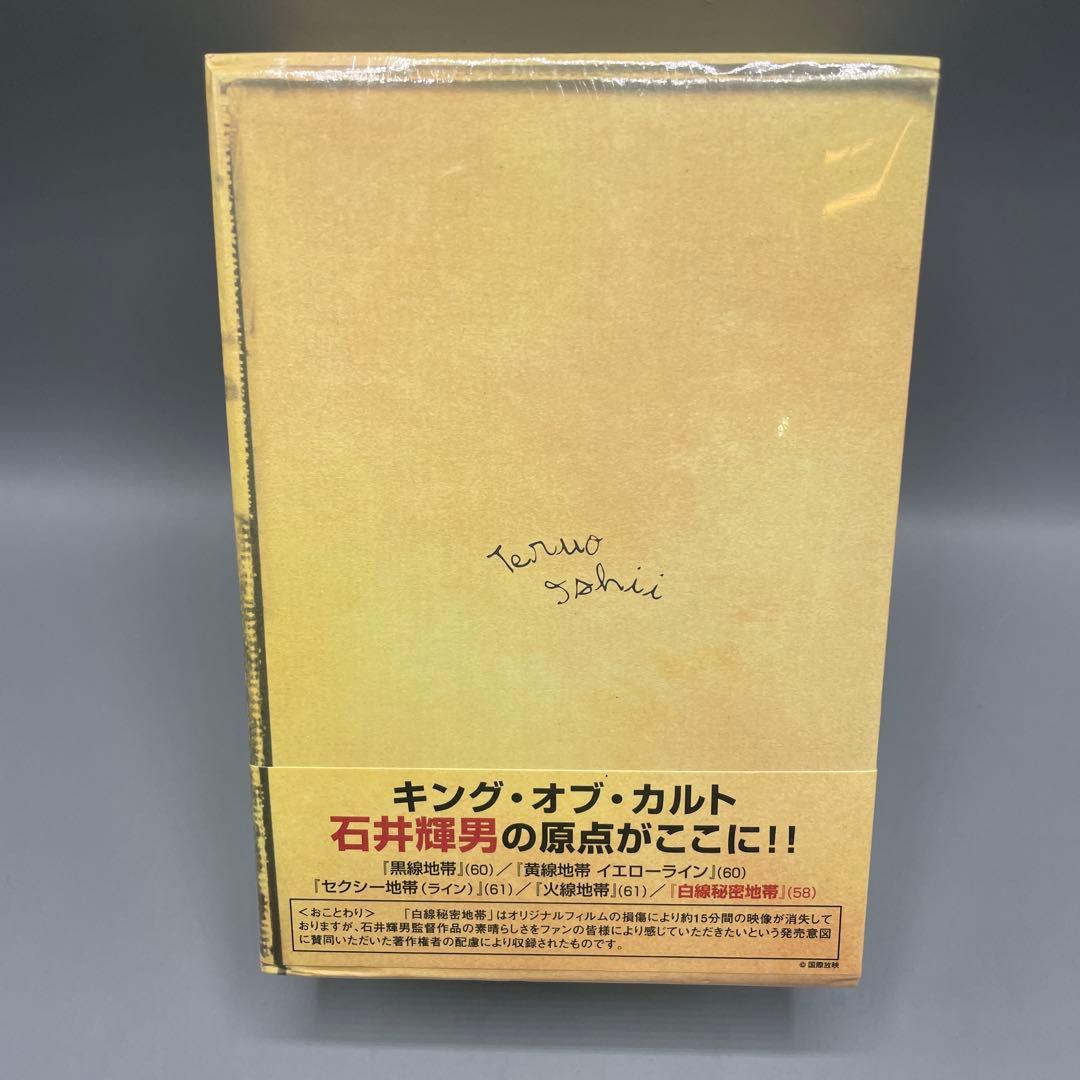 Teruo
Ishii
キング・オブ・カルト
石井輝男の原点がここに!!
『黒線地帯』(60)／『黄線地帯 イエローライン』(60)
『セクシー地帯(ライン)』(61)／『火線地帯』(61)／『白線秘密地帯』(58)
＜おことわり＞ 「白線秘密地帯」はオリジナルフィルムの損傷により約15分間の映像が消失して
おりますが、石井輝男監督作品の素晴らしさをファンの皆様により感じていただきたいという発売意図
に賛同いただいた著作権者の配慮により収録されたものです。
© 国際放映